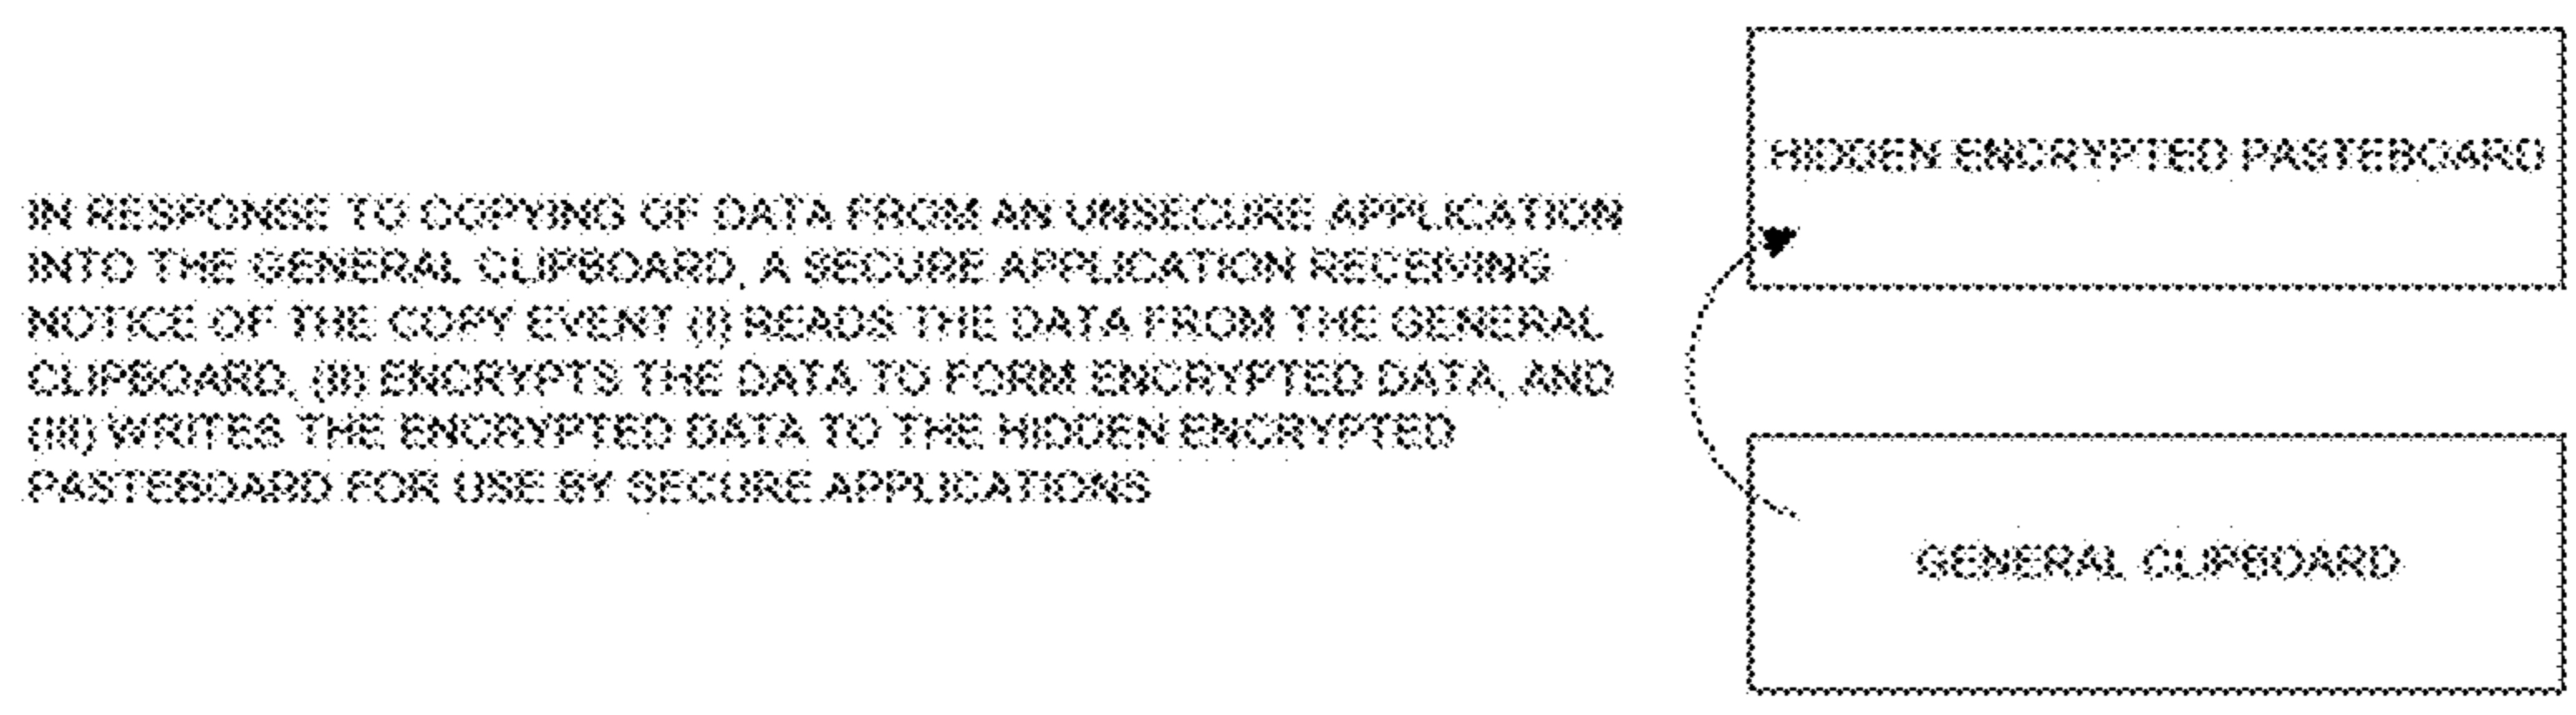 IN RESPONSE TO COPYING OF DATA FROM AN UNSECURE APPLICATION
INTO THE GENERAL CLIPBOARD, A SECURE APPLICATION RECEIVING
NOTICE OF THE COPY EVENT (I) READS THE DATA FROM THE GENERAL
CLIPBOARD, (II) ENCRYPTS THE DATA TO FORM ENCRYPTED DATA, AND
(III) WRITES THE ENCRYPTED DATA TO THE HIDDEN ENCRYPTED
PASTEBOARD FOR USE BY SECURE APPLICATIONS
HIDDEN ENCRYPTED PASTEBOARD
GENERAL CLIPBOARD